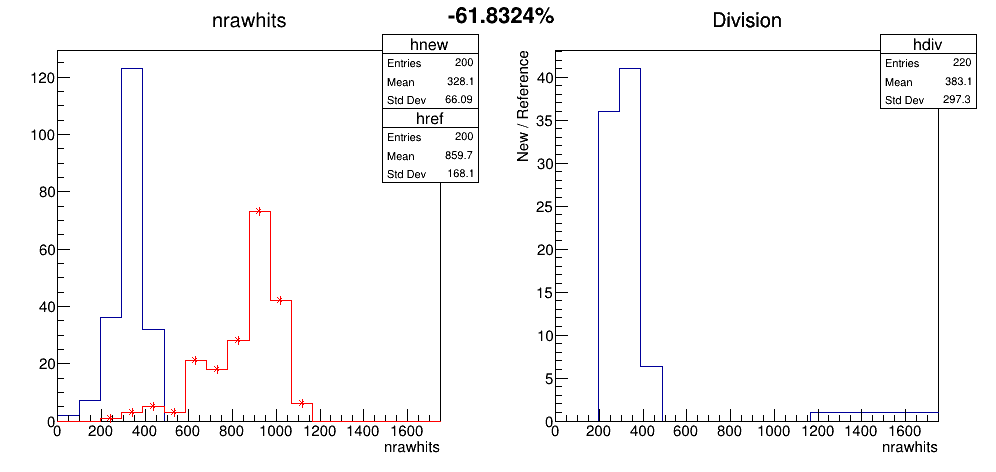 -61.8324%
nrawhits
hnew
Entries 200
Mean 328.1
Std Dev 66.09
href
Entries 200
Mean 859.7
Std Dev 168.1
120
100
80
60
40
20
0
0 200 400 600 800 1000 1200 1400 1600
nrawhits
Division
hdiv
Entries 220
Mean 383.1
Std Dev 297.3
New / Reference
40
35
30
25
20
15
10
5
0
0 200 400 600 800 1000 1200 1400 1600
nrawhits